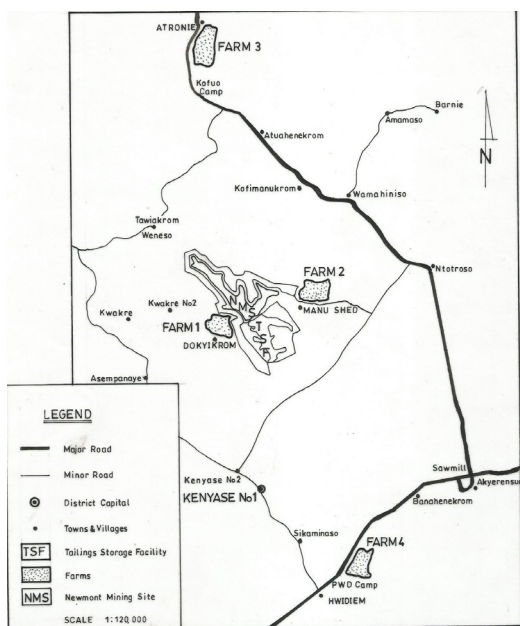 ATRONIE
FARM 3
Kofuo
Camp
Barnie
Amamaso
Atuahenekrom
N
Kofimanukrom
Wamahiniso
Tawiakrom
Weneso
Ntotroso
FARM 2
NMS
Kwakre No2
Kwakre
MANU SHED
FARM 1
TSF
DOKYIKROM
Asempanaye
LEGEND
Major Road
Minor Road
District Capital
Towns & Villages
TSF Tailings Storage Facility
Farms
NMS Newmont Mining Site
SCALE 1:120,000
Kenyase No2
KENYASE No1
Sawmill
Banahenekrom
Sikaminaso
FARM 4
PWD Camp
HWIDIEM